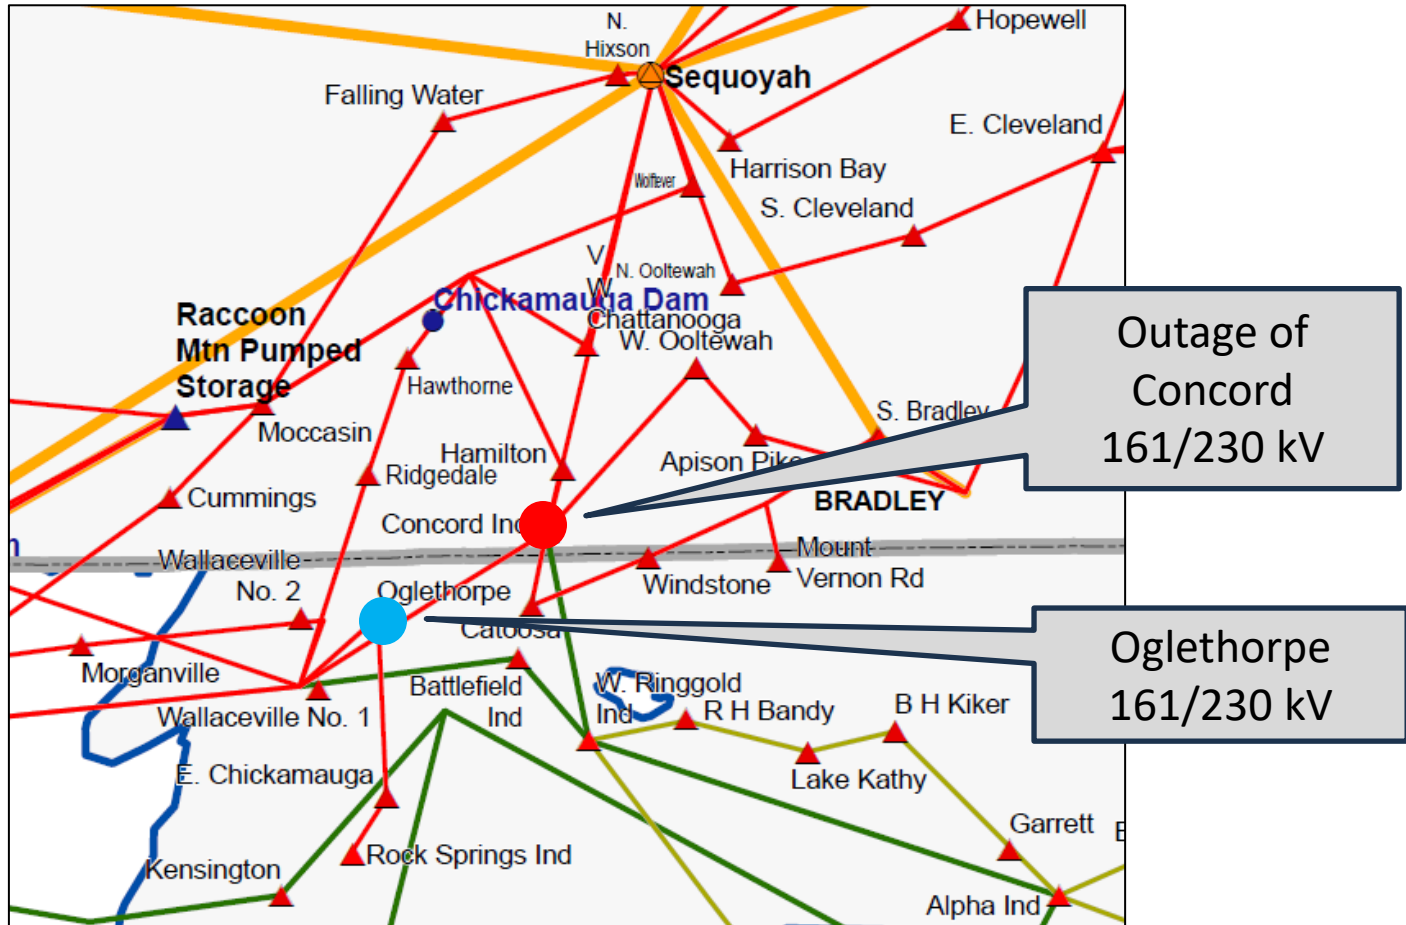 N.
Hixson
Hopewell
Sequoyah
Falling Water
E. Cleveland
Harrison Bay
Wolftever
S. Cleveland
V
W
N. Ooltewah
Chickamauga Dam
Chattanooga
W. Ooltewah
Raccoon
Mtn Pumped
Storage
Hawthorne
Moccasin
S. Bradley
Hamilton
Apison Pike
Ridgedale
Cummings
BRADLEY
Concord Ind
Outage of
Concord
161/230 kV
Wallaceville
No. 2
Mount
Vernon Rd
Windstone
Oglethorpe
Catoosa
Morganville
Battlefield
Ind
W. Ringgold
Ind
R H Bandy
B H Kiker
Wallaceville No. 1
Oglethorpe
161/230 kV
E. Chickamauga
Lake Kathy
Garrett
Rock Springs Ind
Kensington
Alpha Ind